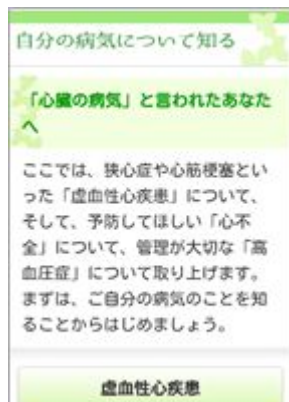 自分の病気について知る
「心臓の病気」と言われたあなた
へ
ここでは、狭心症や心筋梗塞とい
った「虚血性心疾患」について、
そして、予防してほしい「心不
全」について、管理が大切な「高
血圧症」について取り上げます。
まずは、ご自分の病気のことを知
ることからはじめましょう。
虚血性心疾患